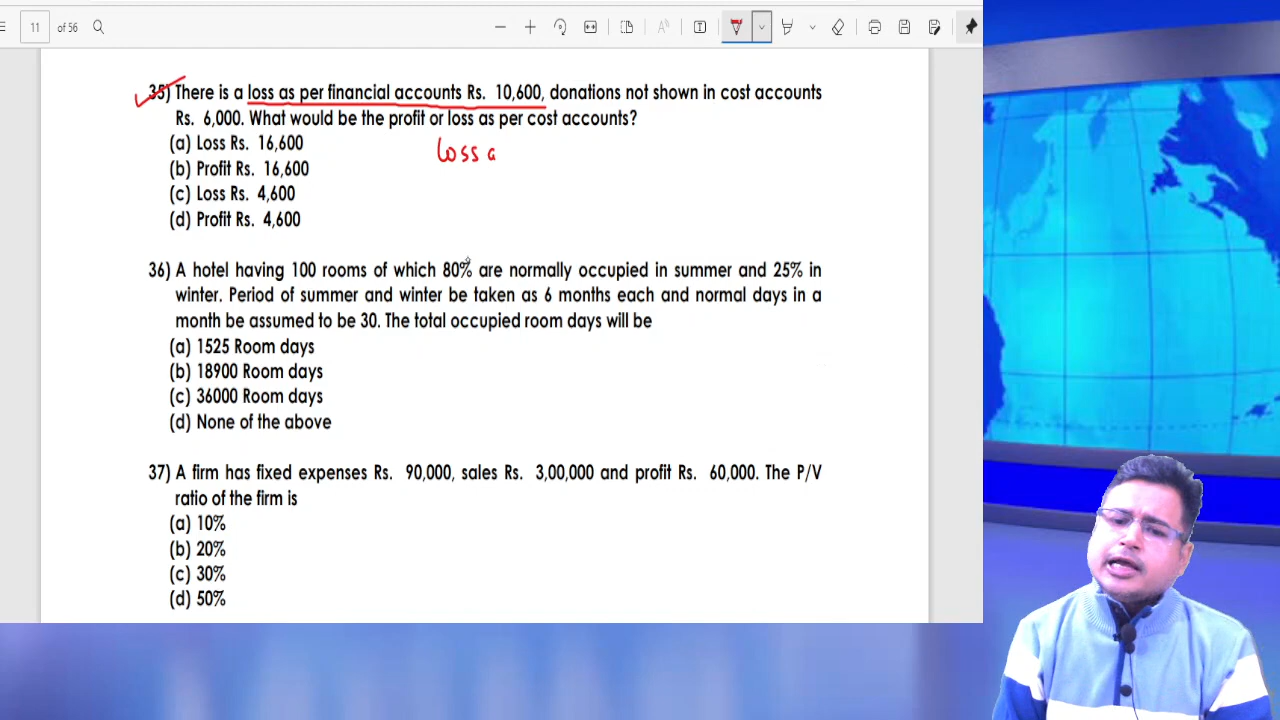 11 of 56
35) There is a loss as per financial accounts Rs. 10,600, donations not shown in cost accounts
Rs. 6,000. What would be the profit or loss as per cost accounts?
(a) Loss Rs. 16,600
loss a
(b) Profit Rs. 16,600
(c) Loss Rs. 4,600
(d) Profit Rs. 4,600
36) A hotel having 100 rooms of which 80% are normally occupied in summer and 25% in
winter. Period of summer and winter be taken as 6 months each and normal days in a
month be assumed to be 30. The total occupied room days will be
(a) 1525 Room days
(b) 18900 Room days
(c) 36000 Room days
(d) None of the above
37) A firm has fixed expenses Rs. 90,000, sales Rs. 3,00,000 and profit Rs. 60,000. The P/V
ratio of the firm is
(a) 10%
(b) 20%
(c) 30%
(d) 50%